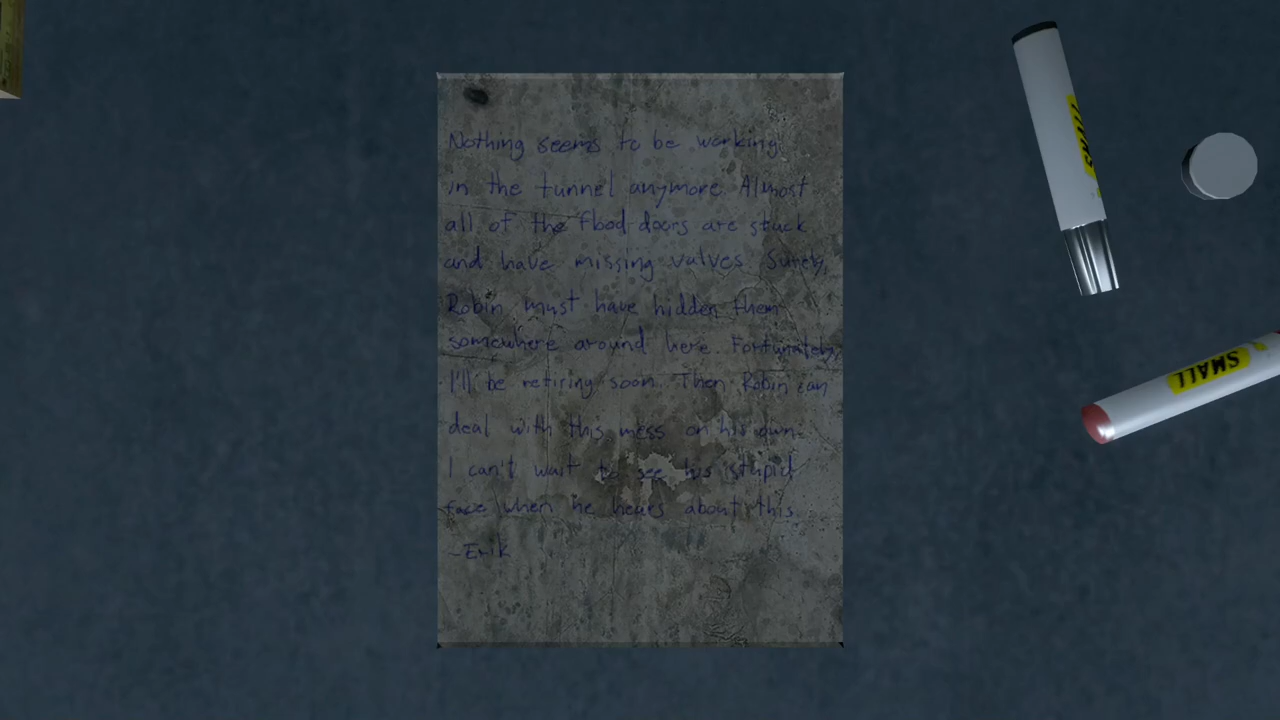 Nothing seems to be working
in the tunnel anymore. Almost
all of the flood-doors are stuck
and have missing valves. Surely,
Robin must have hidden them
somewhere around here. Fortunately,
I'll be retiring soon. Then Robin can
deal with this mess on his own.
I can't wait to see his stupid
face when he hears about this.
-Erik
SMALL
SMALL